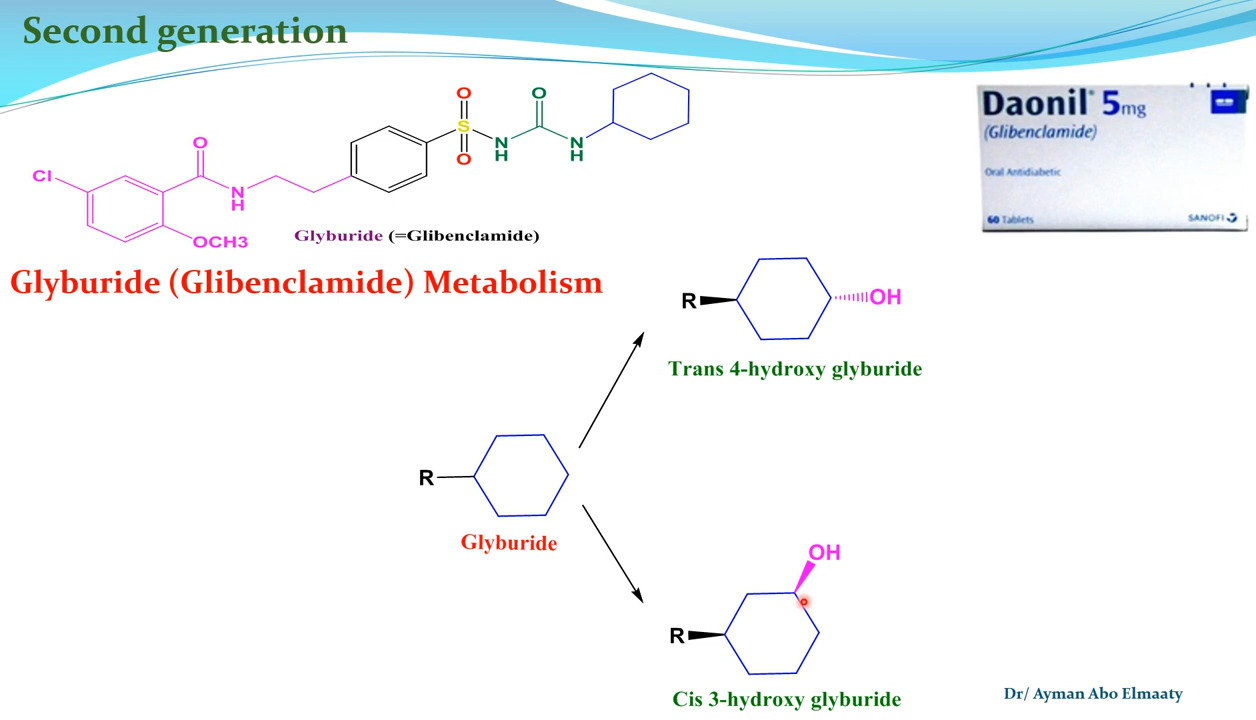 Second generation
Daonil® 5mg
(Glibenclamide)
Oral Antidiabetic
60 Tablets
SANOFI
O
O
S
O
N
H
N
H
O
Cl
O
N
H
OCH3
Glyburide (=Glibenclamide)
Glyburide (Glibenclamide) Metabolism
R
OH
Trans 4-hydroxy glyburide
R
Glyburide
OH
R
Cis 3-hydroxy glyburide
Dr/ Ayman Abo Elmaaty